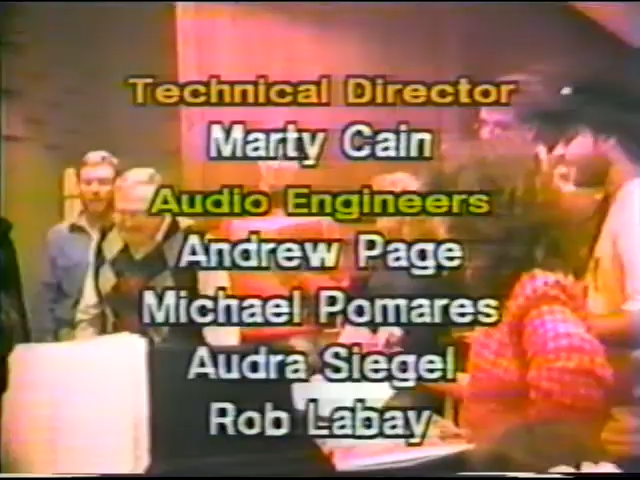 Technical Director
Marty Cain
Audio Engineers
Andrew Page
Michael Pomares
Audra Siegel
Rob Labay